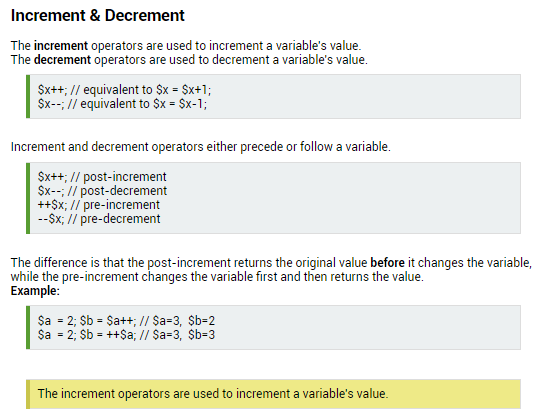 Increment & Decrement
The increment operators are used to increment a variable's value.
The decrement operators are used to decrement a variable's value.
$x++; // equivalent to $x = $x+1;
$x--; // equivalent to $x = $x-1;
Increment and decrement operators either precede or follow a variable.
$x++; // post-increment
$x--; // post-decrement
++$x; // pre-increment
--$x; // pre-decrement
The difference is that the post-increment returns the original value before it changes the variable,
while the pre-increment changes the variable first and then returns the value.
Example:
$a = 2; $b = $a++; // $a=3, $b=2
$a = 2; $b = ++$a; // $a=3, $b=3
The increment operators are used to increment a variable's value.